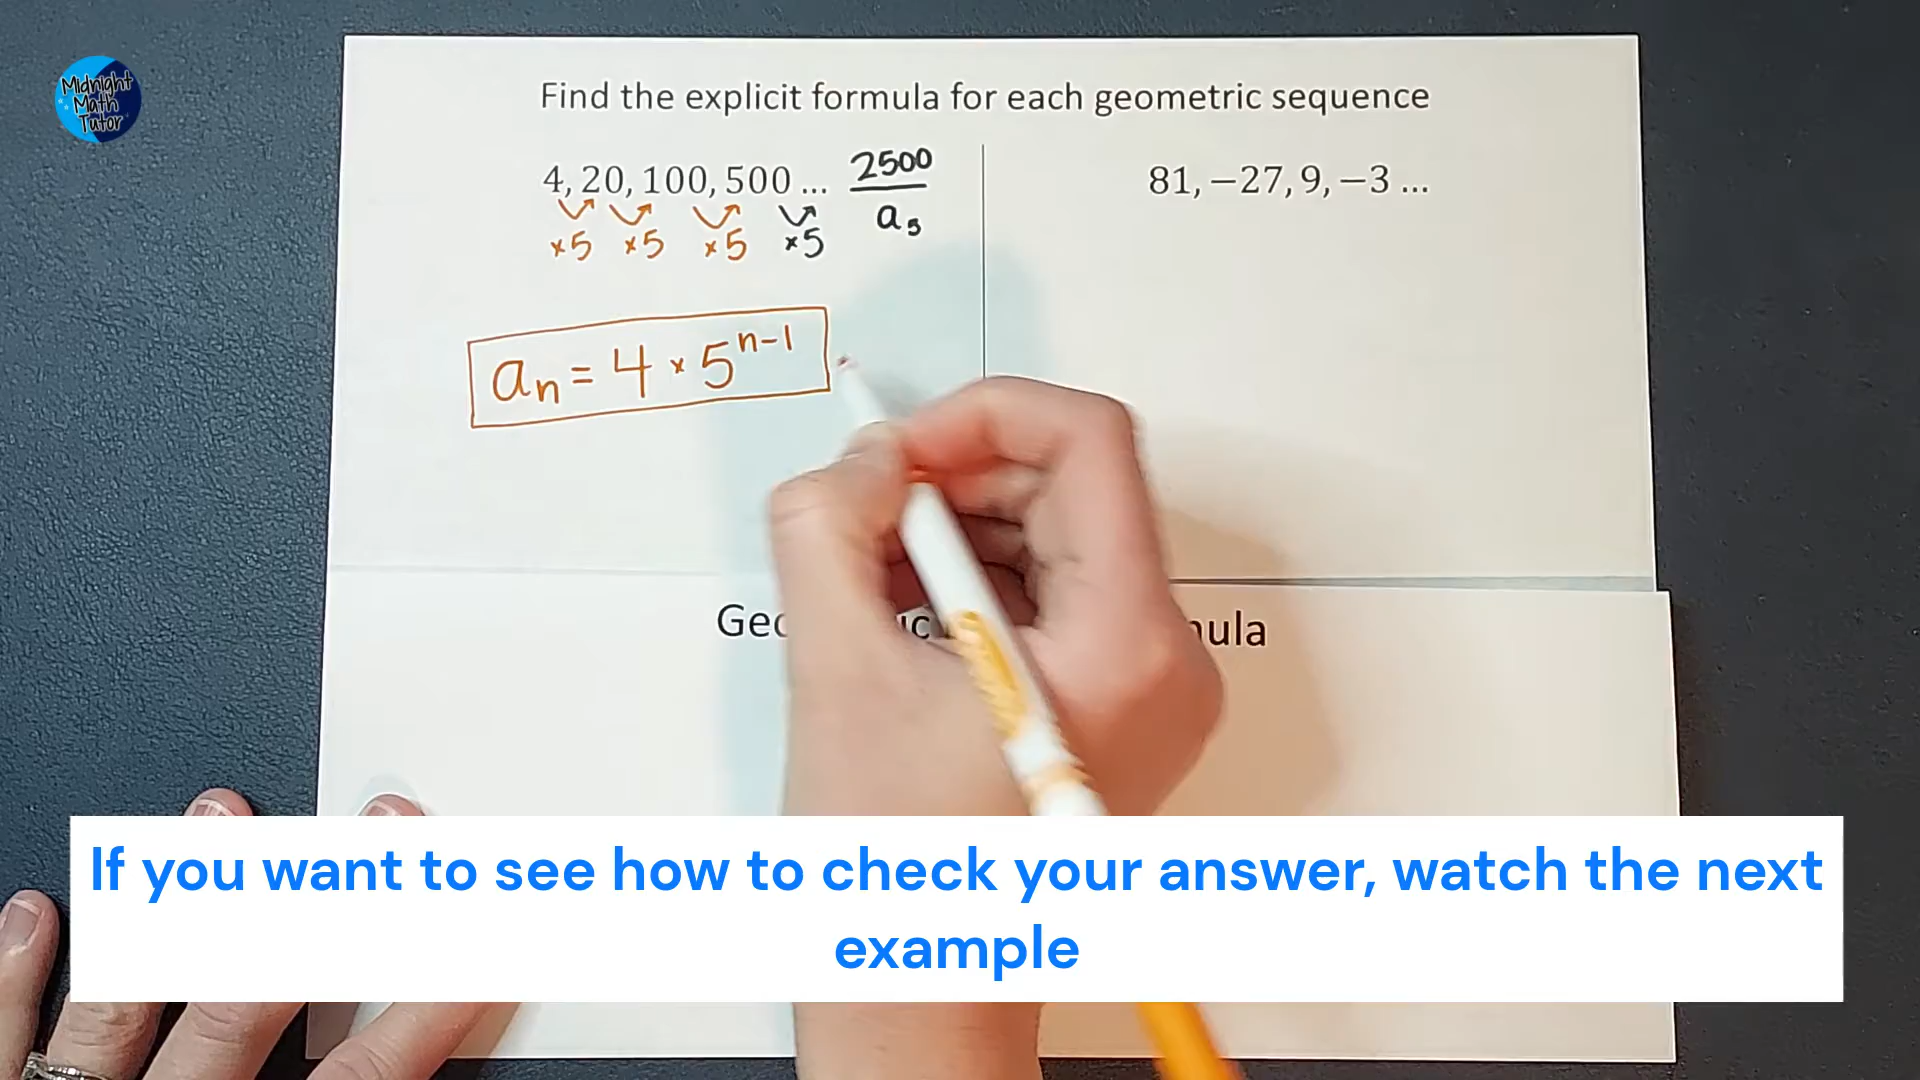 Midnight
Math
Tutor
Find the explicit formula for each geometric sequence
4, 20, 100, 500 ... 2500
a₅
×5 ×5 ×5 ×5
aₙ = 4 × 5ⁿ⁻¹
81, −27, 9, −3 ...
If you want to see how to check your answer, watch the next
example